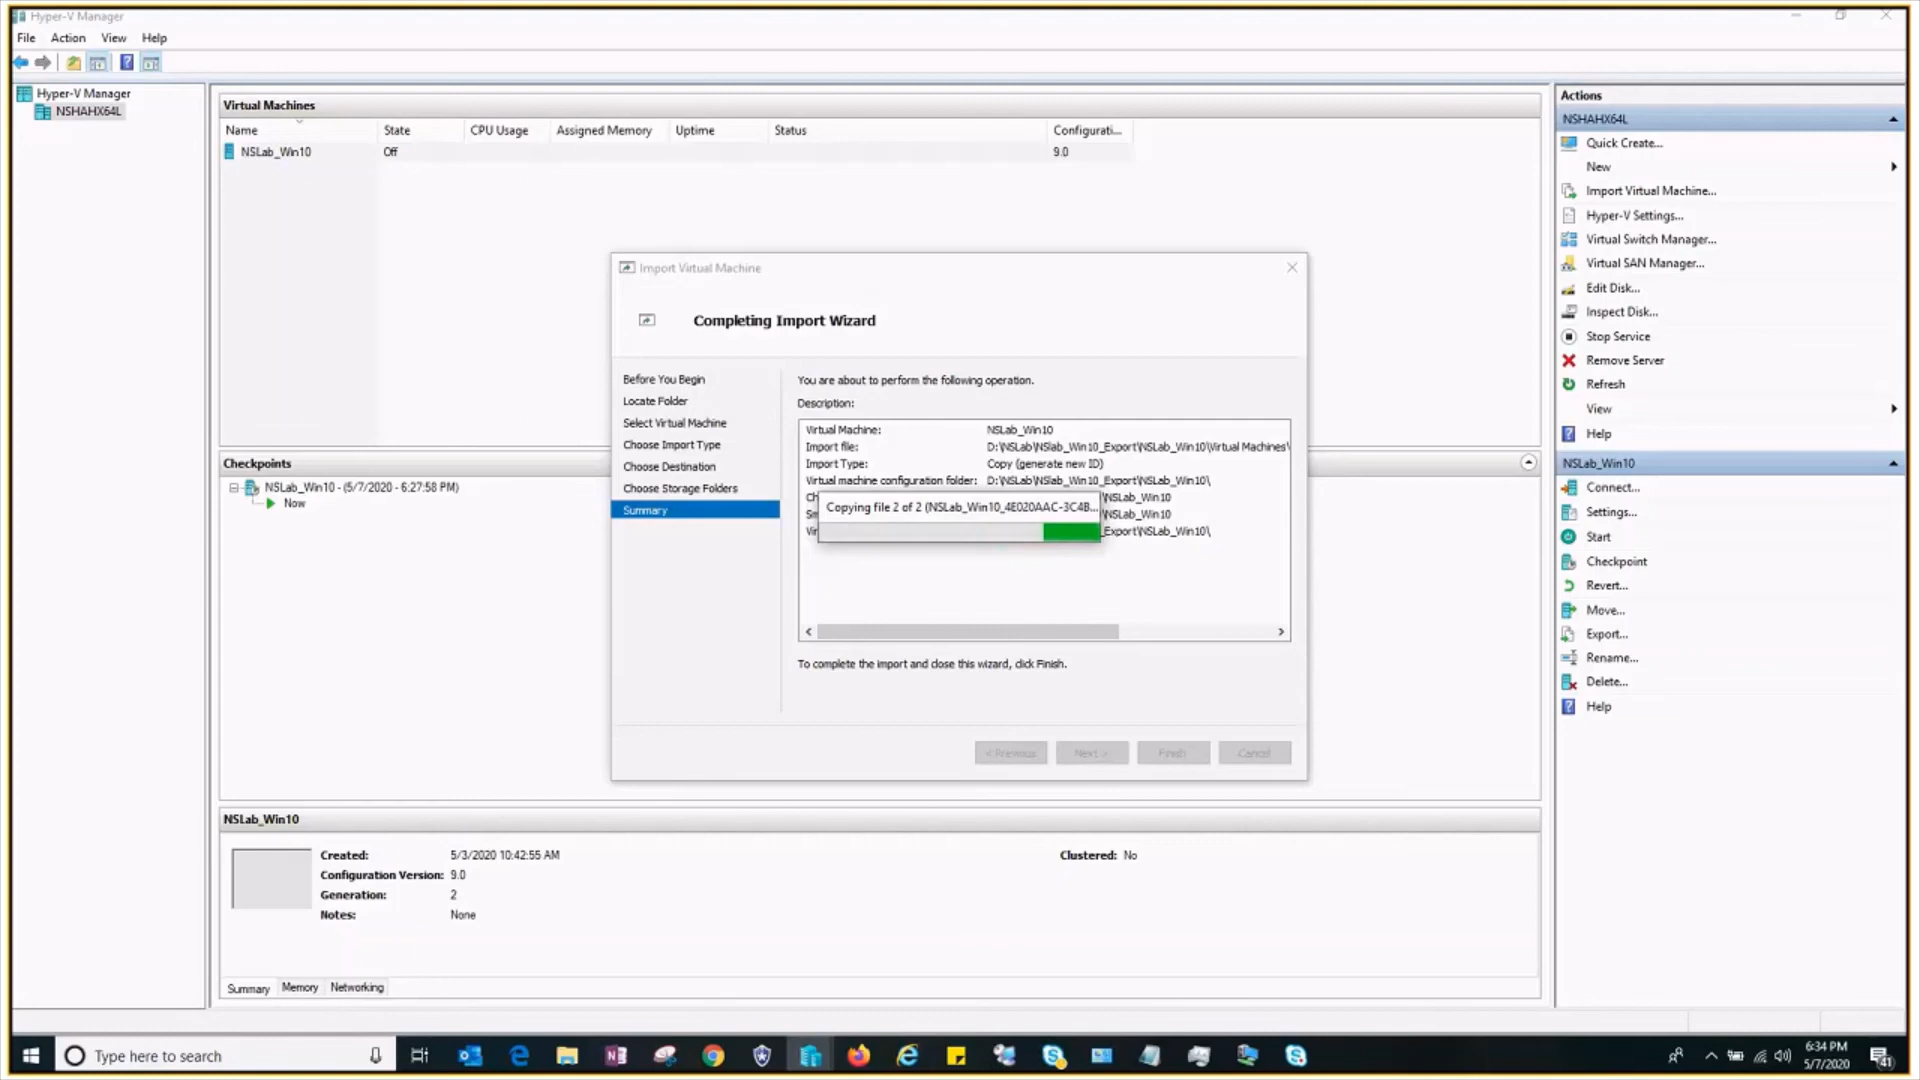 Hyper-V Manager
File Action View Help
Hyper-V Manager
NSHAHX64L
Virtual Machines
Name State CPU Usage Assigned Memory Uptime Status Configurati...
NSLab_Win10 Off 9.0
Import Virtual Machine
Completing Import Wizard
Before You Begin
Locate Folder
Select Virtual Machine
Choose Import Type
Choose Destination
Choose Storage Folders
Summary
You are about to perform the following operation.
Description:
Virtual Machine: NSLab_Win10
Import file: D:\NSLab\NSlab_Win10_Export\NSLab_Win10\Virtual Machines\
Import Type: Copy (generate new ID)
Virtual machine configuration folder: D:\NSLab\NSLab_Win10_Export\NSLab_Win10\
\NSLab_Win10
\NSLab_Win10
_Export\NSLab_Win10\
Copying file 2 of 2 (NSLab_Win10_4E020AAC-3C4B...
To complete the import and close this wizard, click Finish.
< Previous Next > Finish Cancel
Checkpoints
NSLab_Win10 - (5/7/2020 - 6:27:58 PM)
Now
NSLab_Win10
Created: 5/3/2020 10:42:55 AM Clustered: No
Configuration Version: 9.0
Generation: 2
Notes: None
Summary Memory Networking
Actions
NSHAHX64L
Quick Create...
New
Import Virtual Machine...
Hyper-V Settings...
Virtual Switch Manager...
Virtual SAN Manager...
Edit Disk...
Inspect Disk...
Stop Service
Remove Server
Refresh
View
Help
NSLab_Win10
Connect...
Settings...
Start
Checkpoint
Revert...
Move...
Export...
Rename...
Delete...
Help
Type here to search
6:34 PM
5/7/2020
41